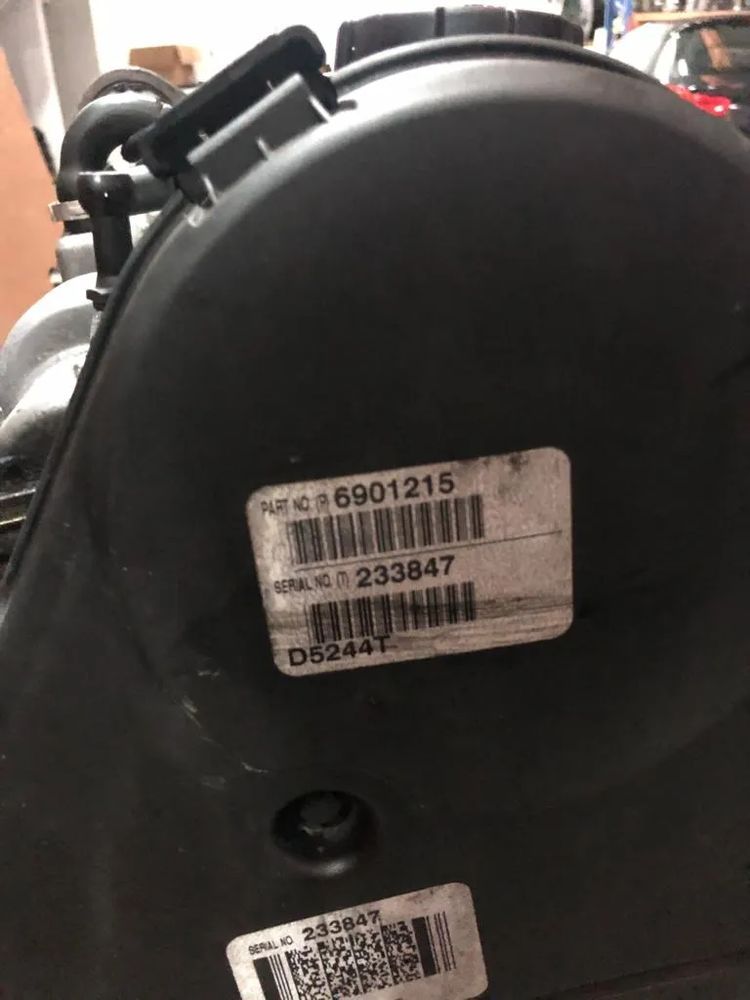 PART NO (P) 6901215
SERIAL NO. (T) 233847
D5244T
SERIAL NO. 233847